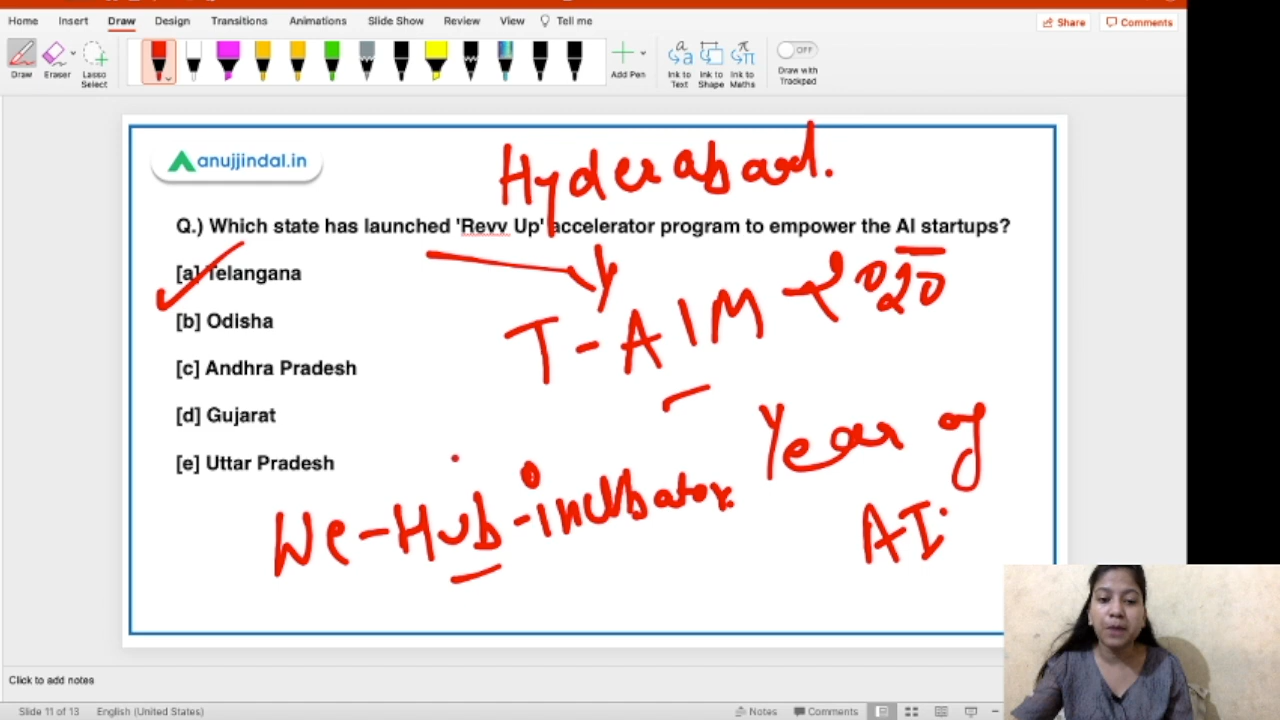 Home Insert Draw Design Transitions Animations Slide Show Review View Tell me Share Comments
Draw Eraser Lasso Select Add Pen Ink to Text Ink to Shape Ink to Maths OFF Draw with Trackpad
anujjindal.in
Hyderabad.
Q.) Which state has launched 'Revv Up' accelerator program to empower the AI startups?
[a] Telangana
[b] Odisha
[c] Andhra Pradesh
[d] Gujarat
[e] Uttar Pradesh
T-AIM 2020
Year of
AI
We-Hub-incubator
Click to add notes
Slide 11 of 13 English (United States) Notes Comments